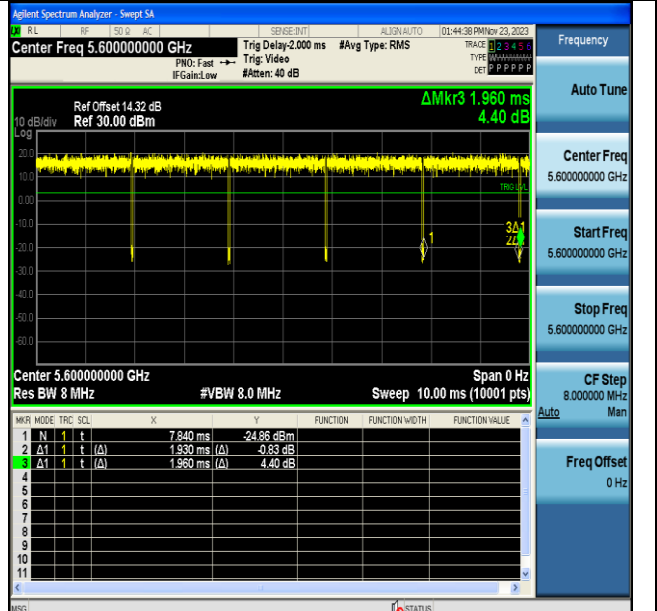 Agilent Spectrum Analyzer - Swept SA
RL RF 50 Ω AC SENSE:INT ALIGN AUTO 01:44:38 PM Nov 23, 2023
Center Freq 5.600000000 GHz Trig Delay-2.000 ms #Avg Type: RMS TRACE 1 2 3 4 5 6
PNO: Fast Trig: Video TYPE
IFGain:Low #Atten: 40 dB DET P P P P P P
ΔMkr3 1.960 ms
4.40 dB
Ref Offset 14.32 dB
10 dB/div Ref 30.00 dBm
Log
20.0
10.0
TRIG LVL
0.00
-10.0
3Δ1
1
-20.0
-30.0
-40.0
-50.0
-60.0
Center 5.600000000 GHz Span 0 Hz
Res BW 8 MHz #VBW 8.0 MHz Sweep 10.00 ms (10001 pts)
MKR MODE TRC SCL X Y FUNCTION FUNCTION WIDTH FUNCTION VALUE
1 N 1 t 7.840 ms -24.86 dBm
2 Δ1 1 t (Δ) 1.930 ms (Δ) -0.83 dB
3 Δ1 1 t (Δ) 1.960 ms (Δ) 4.40 dB
4
5
6
7
8
9
10
11
MSG STATUS
Frequency
Auto Tune
Center Freq
5.600000000 GHz
Start Freq
5.600000000 GHz
Stop Freq
5.600000000 GHz
CF Step
8.000000 MHz
Auto Man
Freq Offset
0 Hz